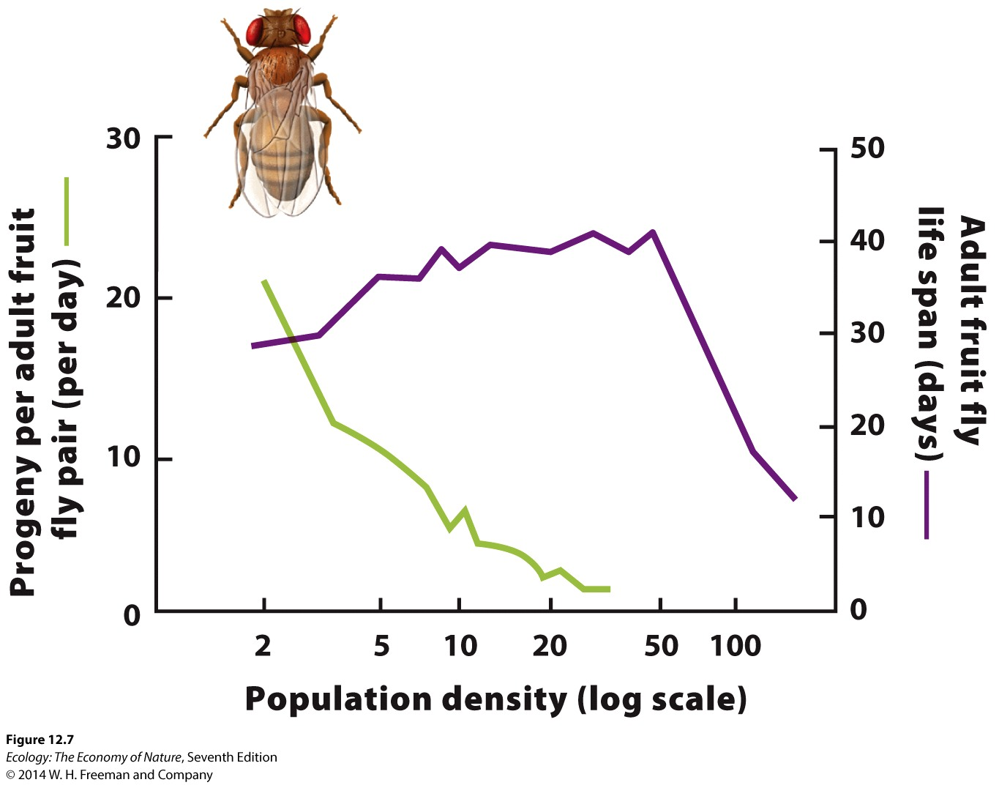 Progeny per adult fruit
fly pair (per day)
30
20
10
0
50
40
30
20
10
0
Adult fruit fly
life span (days)
2 5 10 20 50 100
Population density (log scale)
Figure 12.7
Ecology: The Economy of Nature, Seventh Edition
© 2014 W. H. Freeman and Company